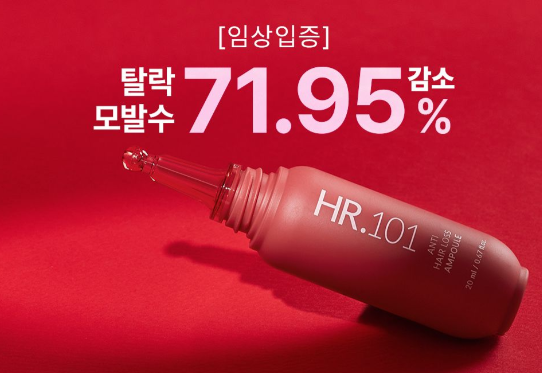 [임상입증]
탈락
모발수
71.95%
감소
HR.101
ANTI
HAIR LOSS
AMPOULE
20 ml / 0.67 fl.oz.